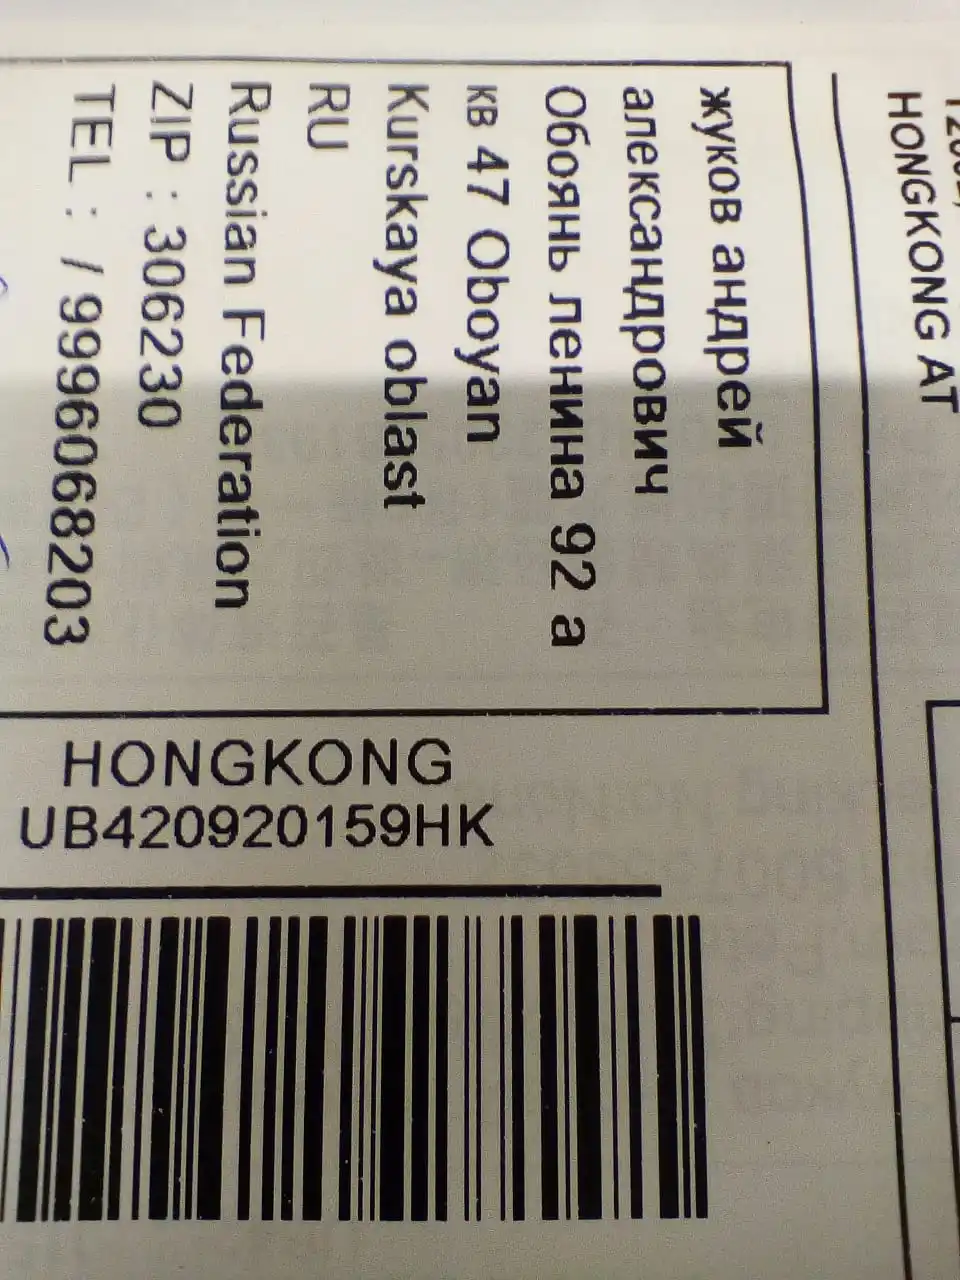 HONGKONG AT
жуков андрей
александрович
Обоянь ленина 92 а
кв 47 Oboyan
Kurskaya oblast
RU
Russian Federation
ZIP : 306230
TEL : / 9996068203
HONGKONG
UB420920159HK